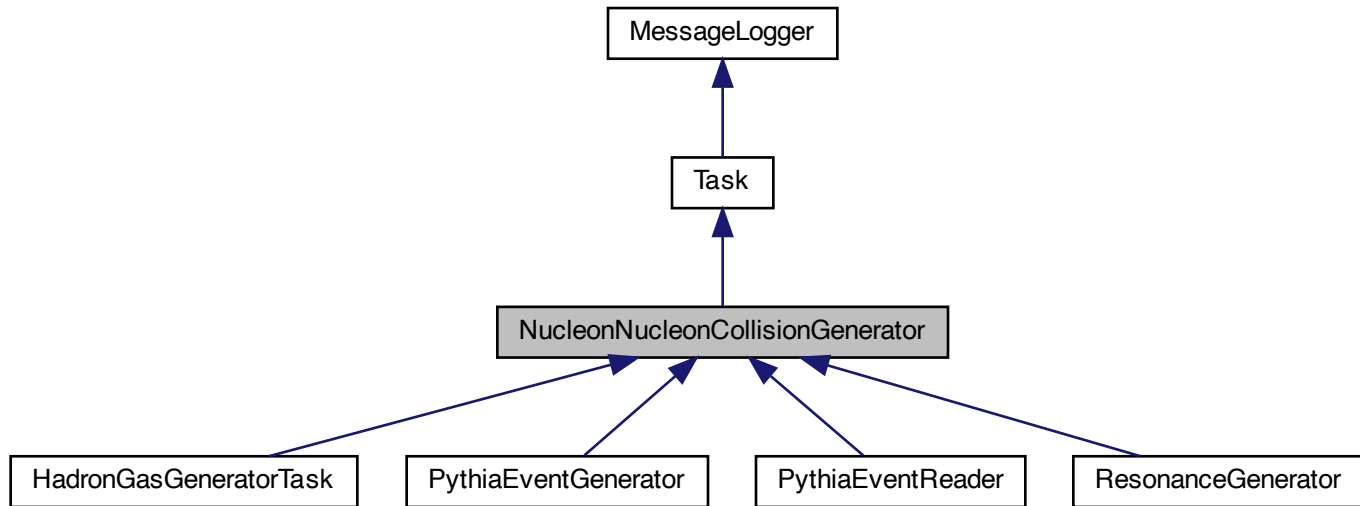 MessageLogger
Task
NucleonNucleonCollisionGenerator
HadronGasGeneratorTask
PythiaEventGenerator
PythiaEventReader
ResonanceGenerator